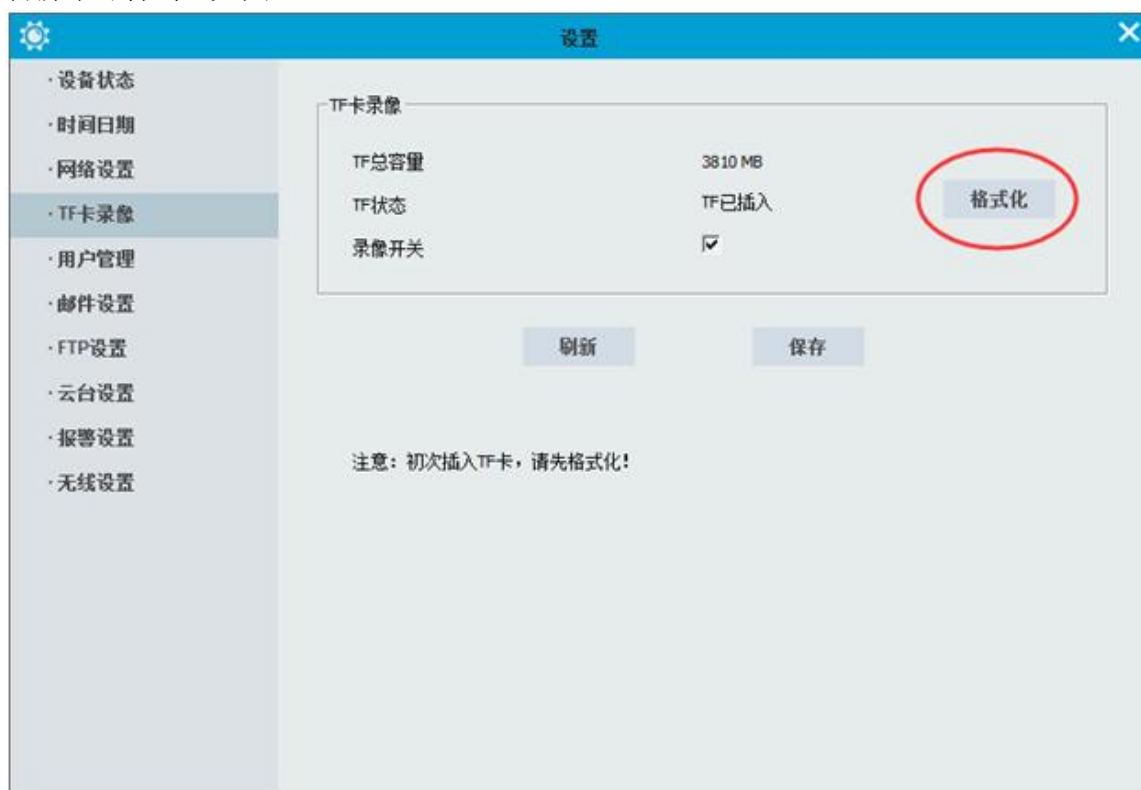 设置
·设备状态
·时间日期
·网络设置
·TF卡录像
·用户管理
·邮件设置
·FTP设置
·云台设置
·报警设置
·无线设置
TF卡录像
TF总容量 3810 MB
TF状态 TF已插入
格式化
录像开关
刷新 保存
注意：初次插入TF卡，请先格式化!